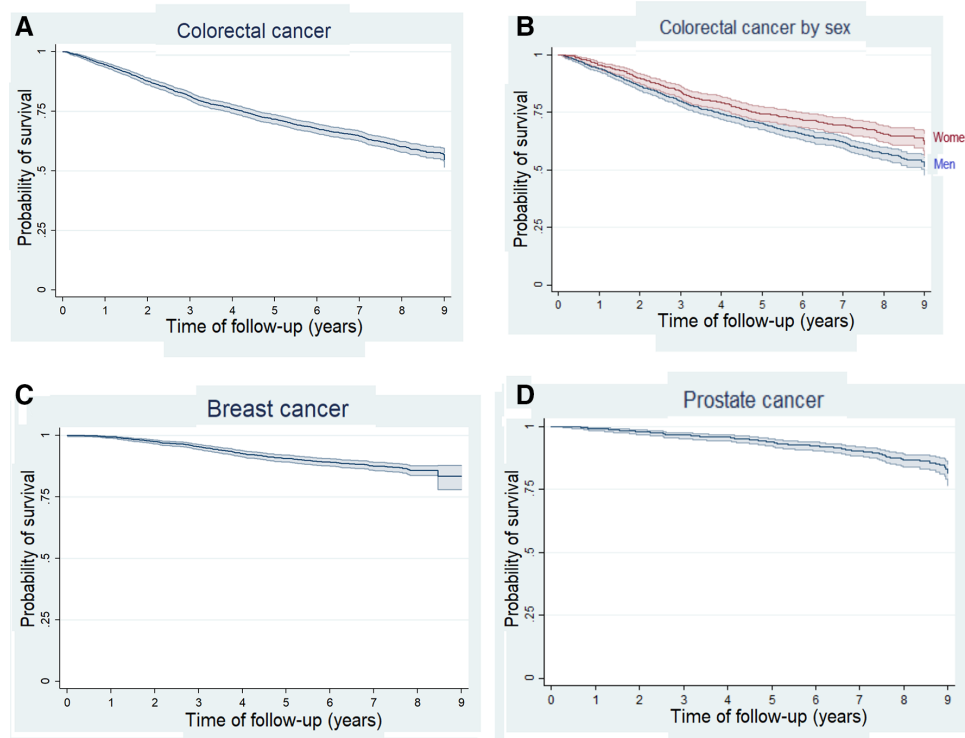 A
Colorectal cancer
Probability of survival
1
.75
.5
.25
0
0 1 2 3 4 5 6 7 8 9
Time of follow-up (years)
B
Colorectal cancer by sex
Probability of survival
1
.75
.5
.25
0
Wome
Men
0 1 2 3 4 5 6 7 8 9
Time of follow-up (years)
C
Breast cancer
Probability of survival
1
.75
.5
.25
0
0 1 2 3 4 5 6 7 8 9
Time of follow-up (years)
D
Prostate cancer
Probability of survival
1
.75
.5
.25
0
0 1 2 3 4 5 6 7 8 9
Time of follow-up (years)